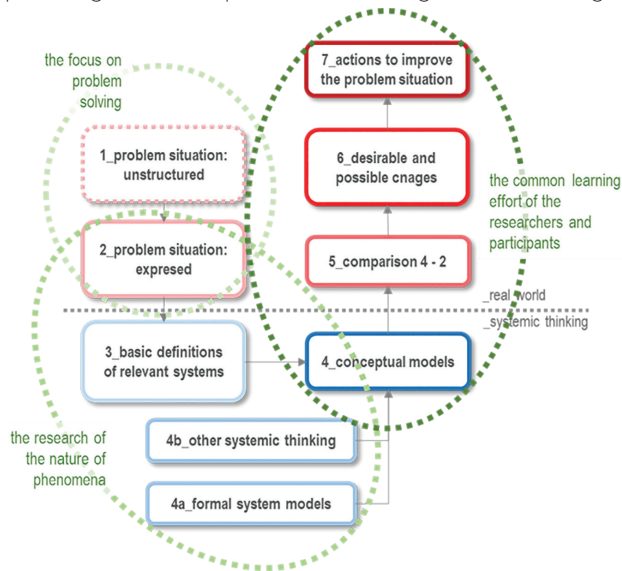 the focus on
problem
solving
1_problem situation:
unstructured
2_problem situation:
expresed
3_basic definitions
of relevant systems
4b_other systemic thinking
4a_formal system models
the research of
the nature of
phenomena
7_actions to improve
the problem situation
6_desirable and
possible cnages
5_comparison 4 - 2
4_conceptual models
the common learning
effort of the
researchers and
participants
_real world
_systemic thinking